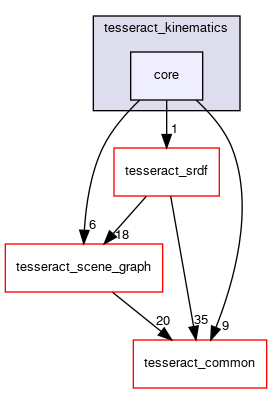 tesseract_kinematics
core
1
tesseract_srdf
6
18
tesseract_scene_graph
20
35
9
tesseract_common